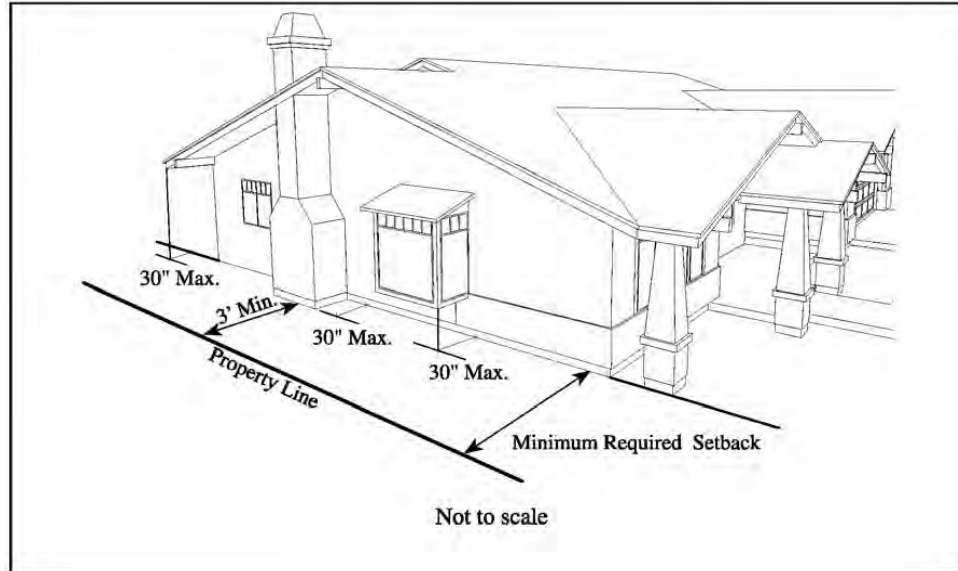 30" Max.
3' Min.
30" Max.
Property Line
30" Max.
Minimum Required Setback
Not to scale